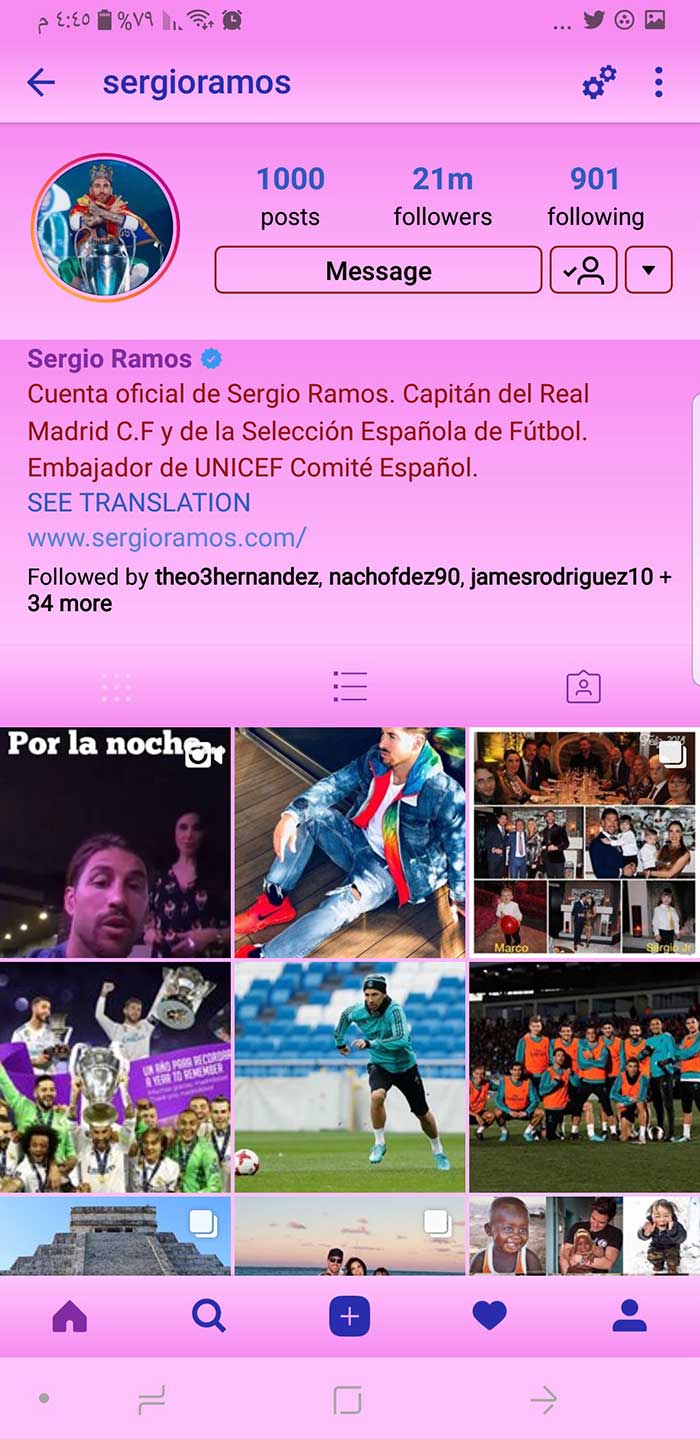 م ٤:٤٥ %٧٩
sergioramos
1000 21m 901
posts followers following
Message
Sergio Ramos
Cuenta oficial de Sergio Ramos. Capitán del Real
Madrid C.F y de la Selección Española de Fútbol.
Embajador de UNICEF Comité Español.
SEE TRANSLATION
www.sergioramos.com/
Followed by theo3hernandez, nachofdez90, jamesrodriguez10 +
34 more
Por la noche
Feliz 2018
Marco
Sergio Jr
UN AÑO PARA RECORDAR
A YEAR TO REMEMBER